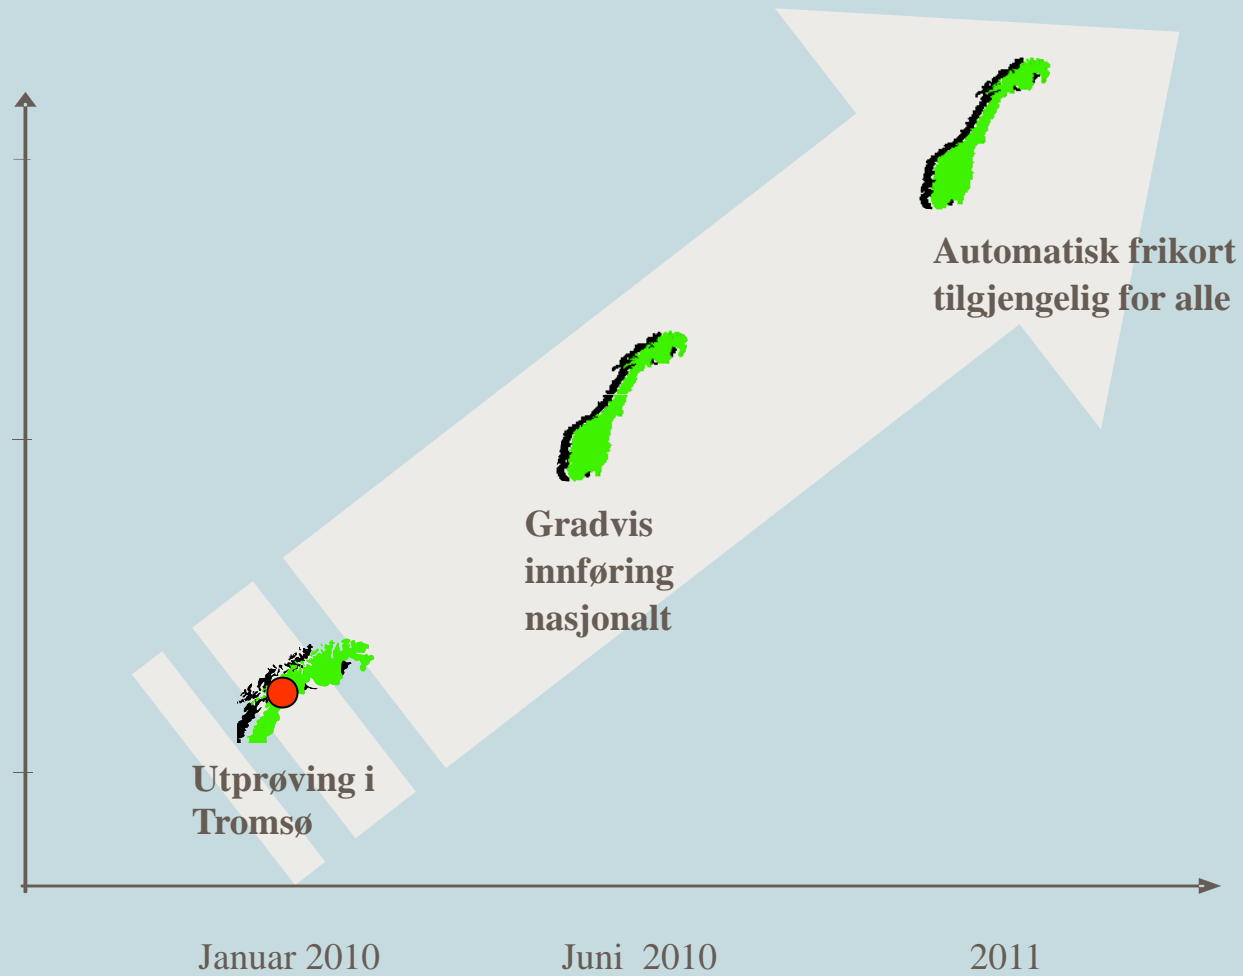 Automatisk frikort
tilgjengelig for alle
Gradvis
innføring
nasjonalt
Utprøving i
Tromsø
Januar 2010
Juni 2010
2011